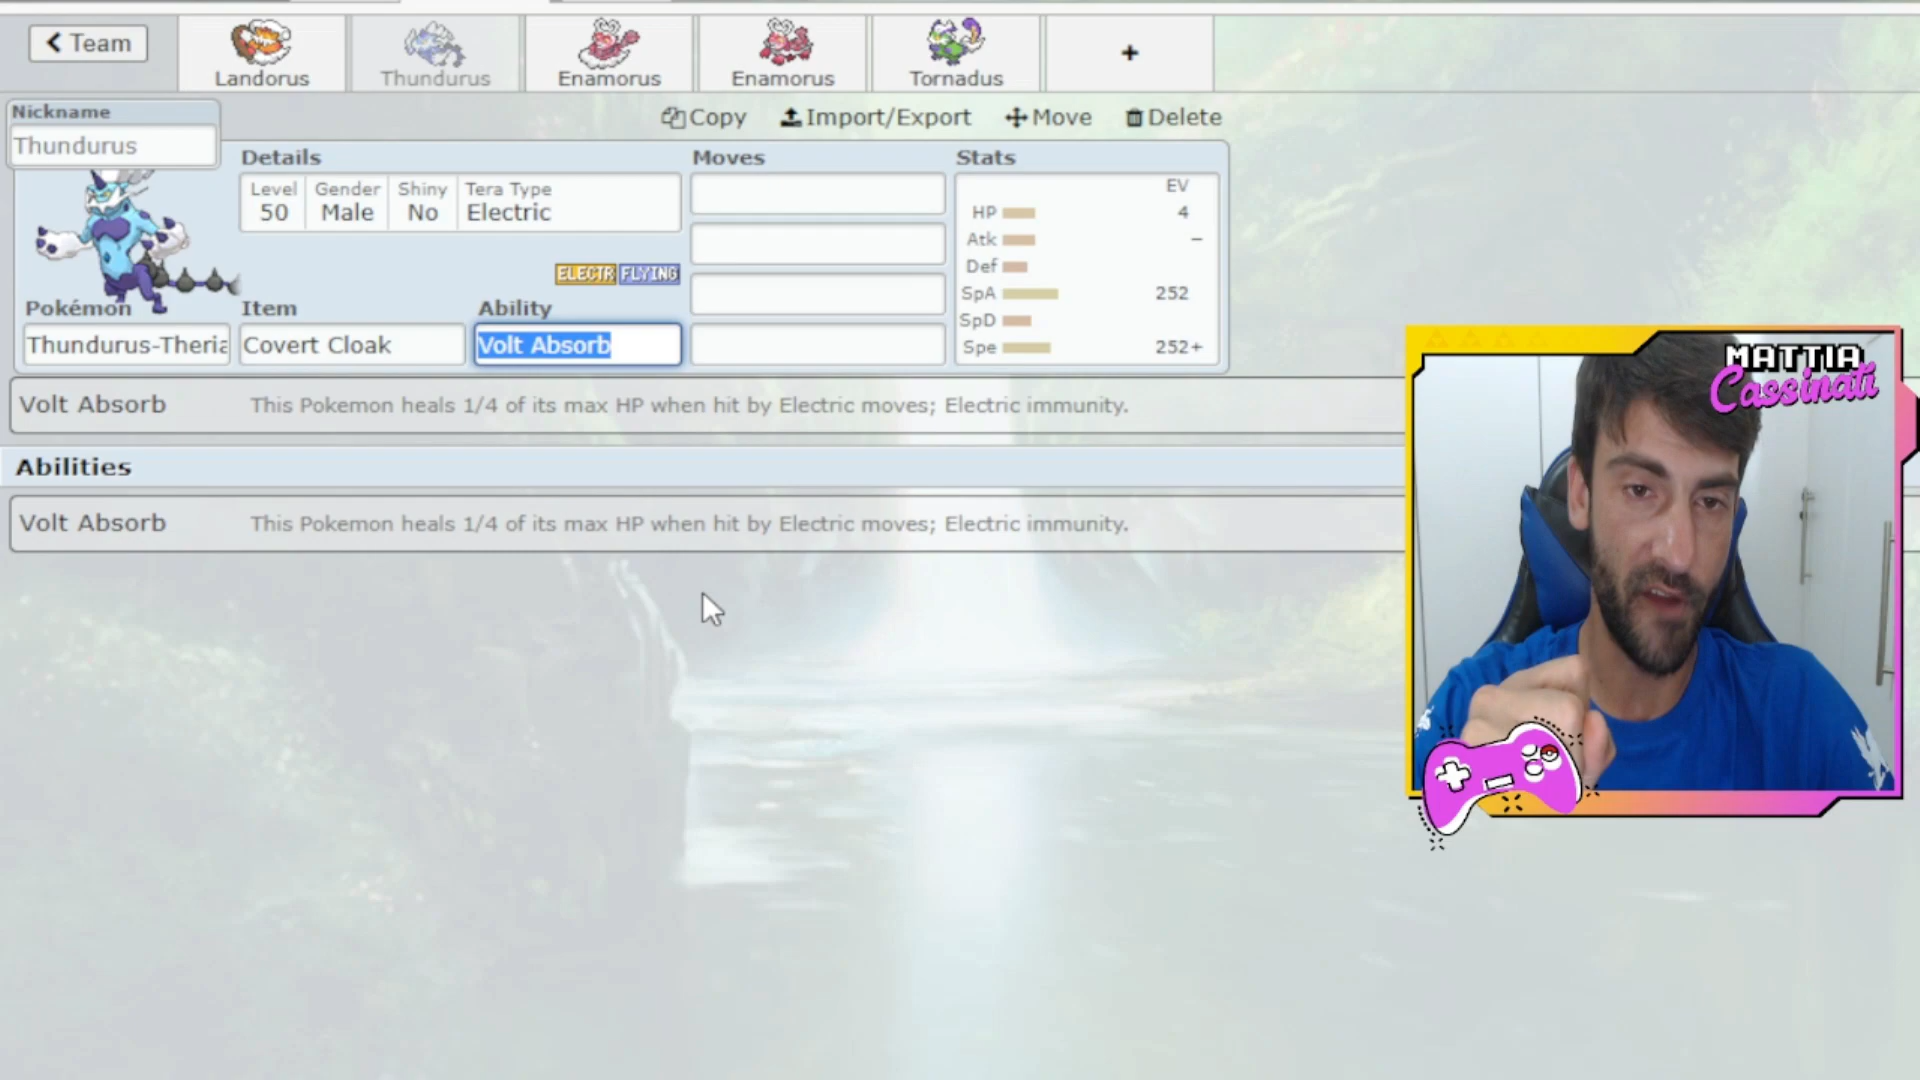 Team
Landorus
Thundurus
Enamorus
Enamorus
Tornadus
+
Nickname
Thundurus
Copy
Import/Export
Move
Delete
Details
Moves
Stats
Level
Gender
Shiny
Tera Type
50
Male
No
Electric
EV
HP 4
Atk –
Def
SpA 252
SpD
Spe 252+
ELECTR FLYING
Pokémon
Item
Ability
Thundurus-Theria
Covert Cloak
Volt Absorb
Volt Absorb This Pokemon heals 1/4 of its max HP when hit by Electric moves; Electric immunity.
Abilities
Volt Absorb This Pokemon heals 1/4 of its max HP when hit by Electric moves; Electric immunity.
MATTIA
Cassinati